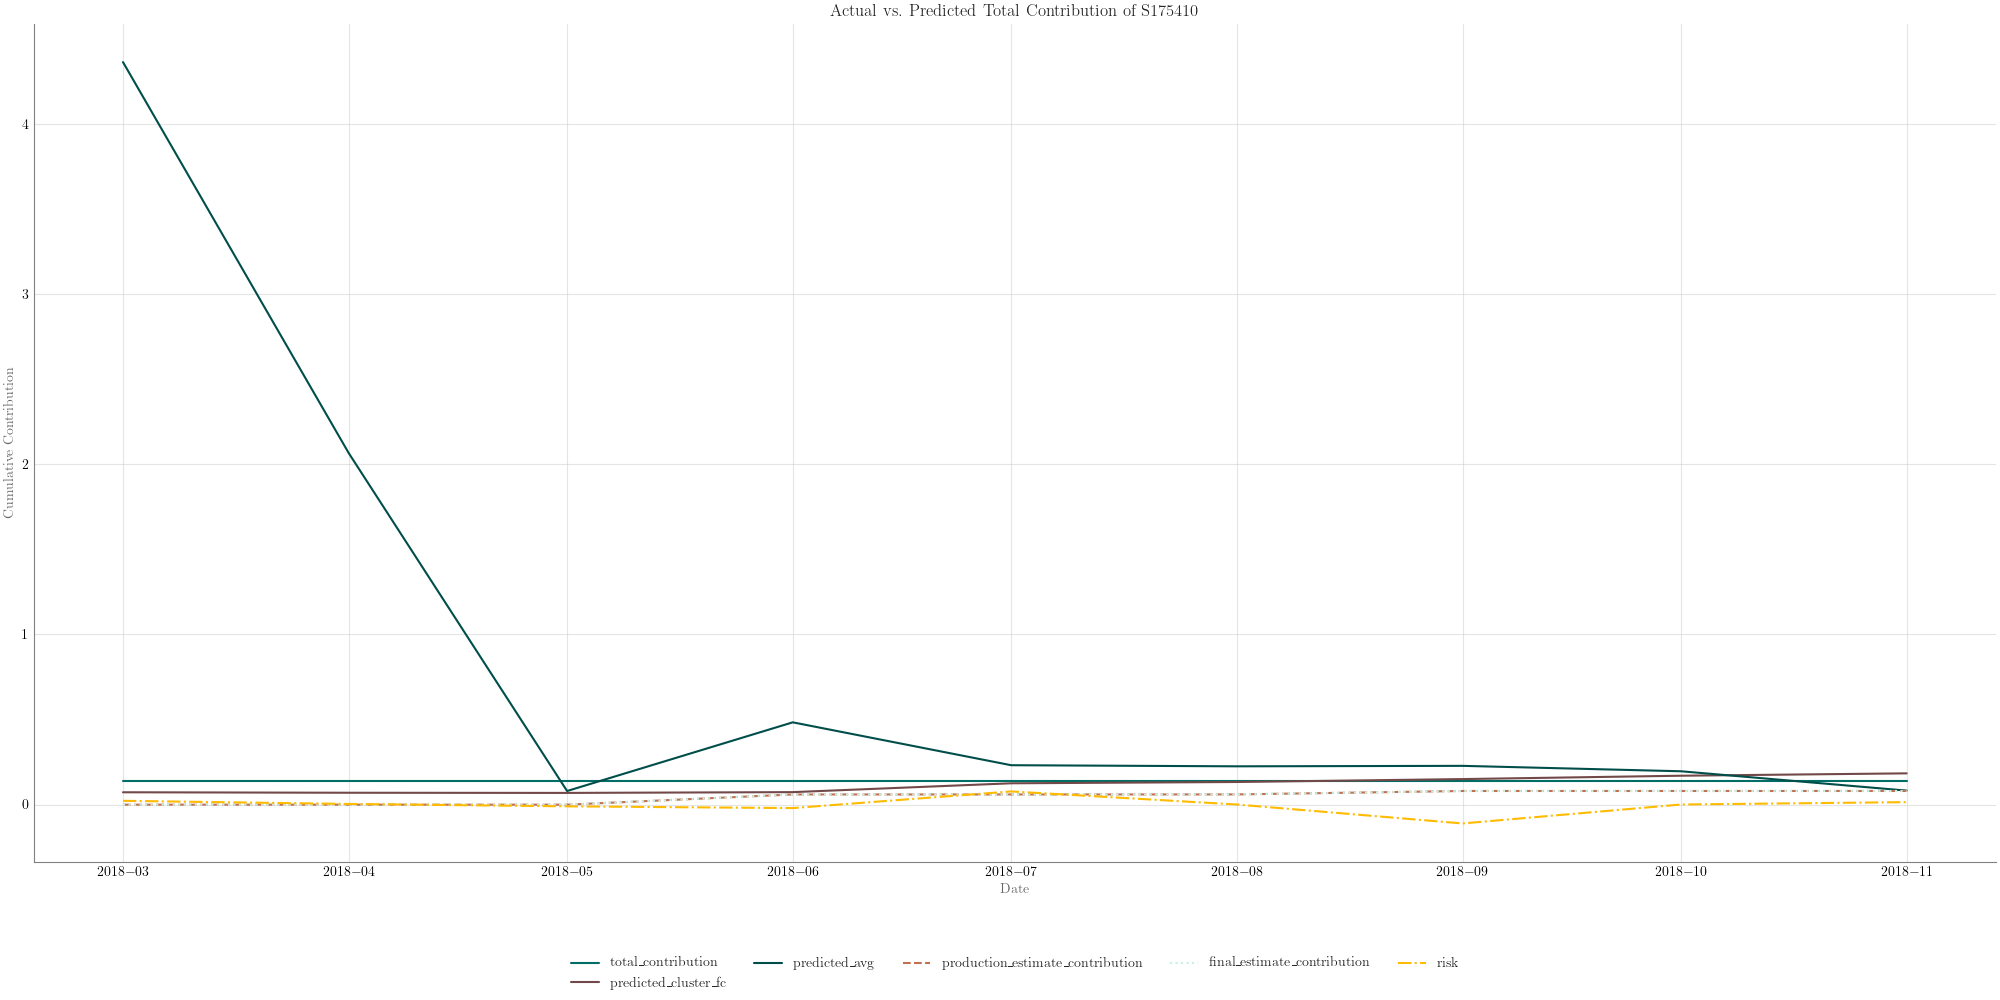 Actual vs. Predicted Total Contribution of S175410
Cumulative Contribution
4
3
2
1
0
2018−03 2018−04 2018−05 2018−06 2018−07 2018−08 2018−09 2018−10 2018−11
Date
total_contribution predicted_avg production_estimate_contribution final_estimate_contribution risk
predicted_cluster_fc